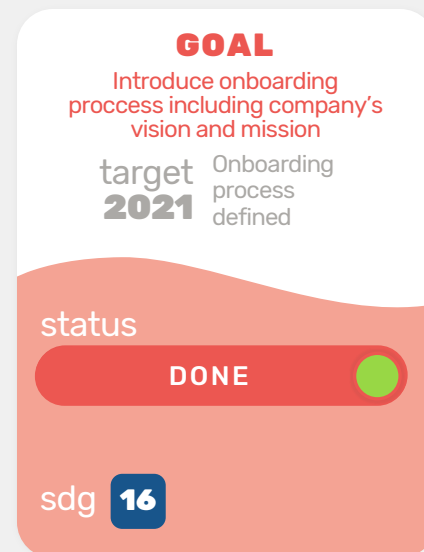 GOAL
Introduce onboarding
proccess including company’s
vision and mission
target
2021
Onboarding
process
defined
status
DONE
sdg 16